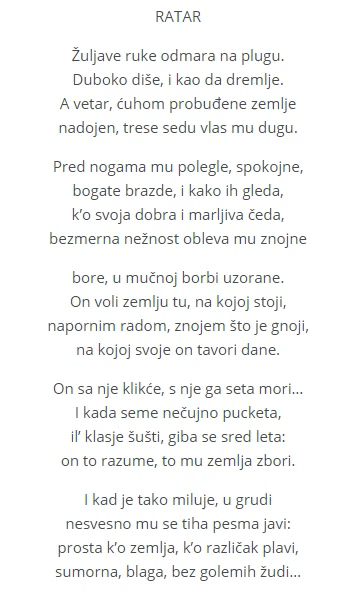 RATAR
Žuljave ruke odmara na plugu.
Duboko diše, i kao da dremlje.
A vetar, ćuhom probuđene zemlje
nadojen, trese sedu vlas mu dugu.
Pred nogama mu polegle, spokojne,
bogate brazde, i kako ih gleda,
k’o svoja dobra i marljiva čeda,
bezmerna nežnost obleva mu znojne
bore, u mučnoj borbi uzorane.
On voli zemlju tu, na kojoj stoji,
napornim radom, znojem što je gnoji,
na kojoj svoje on tavori dane.
On sa nje klikće, s nje ga seta mori…
I kada seme nečujno pucketa,
il’ klasje šušti, giba se sred leta:
on to razume, to mu zemlja zbori.
I kad je tako miluje, u grudi
nesvesno mu se tiha pesma javi:
prosta k’o zemlja, k’o različak plavi,
sumorna, blaga, bez golemih žudi…